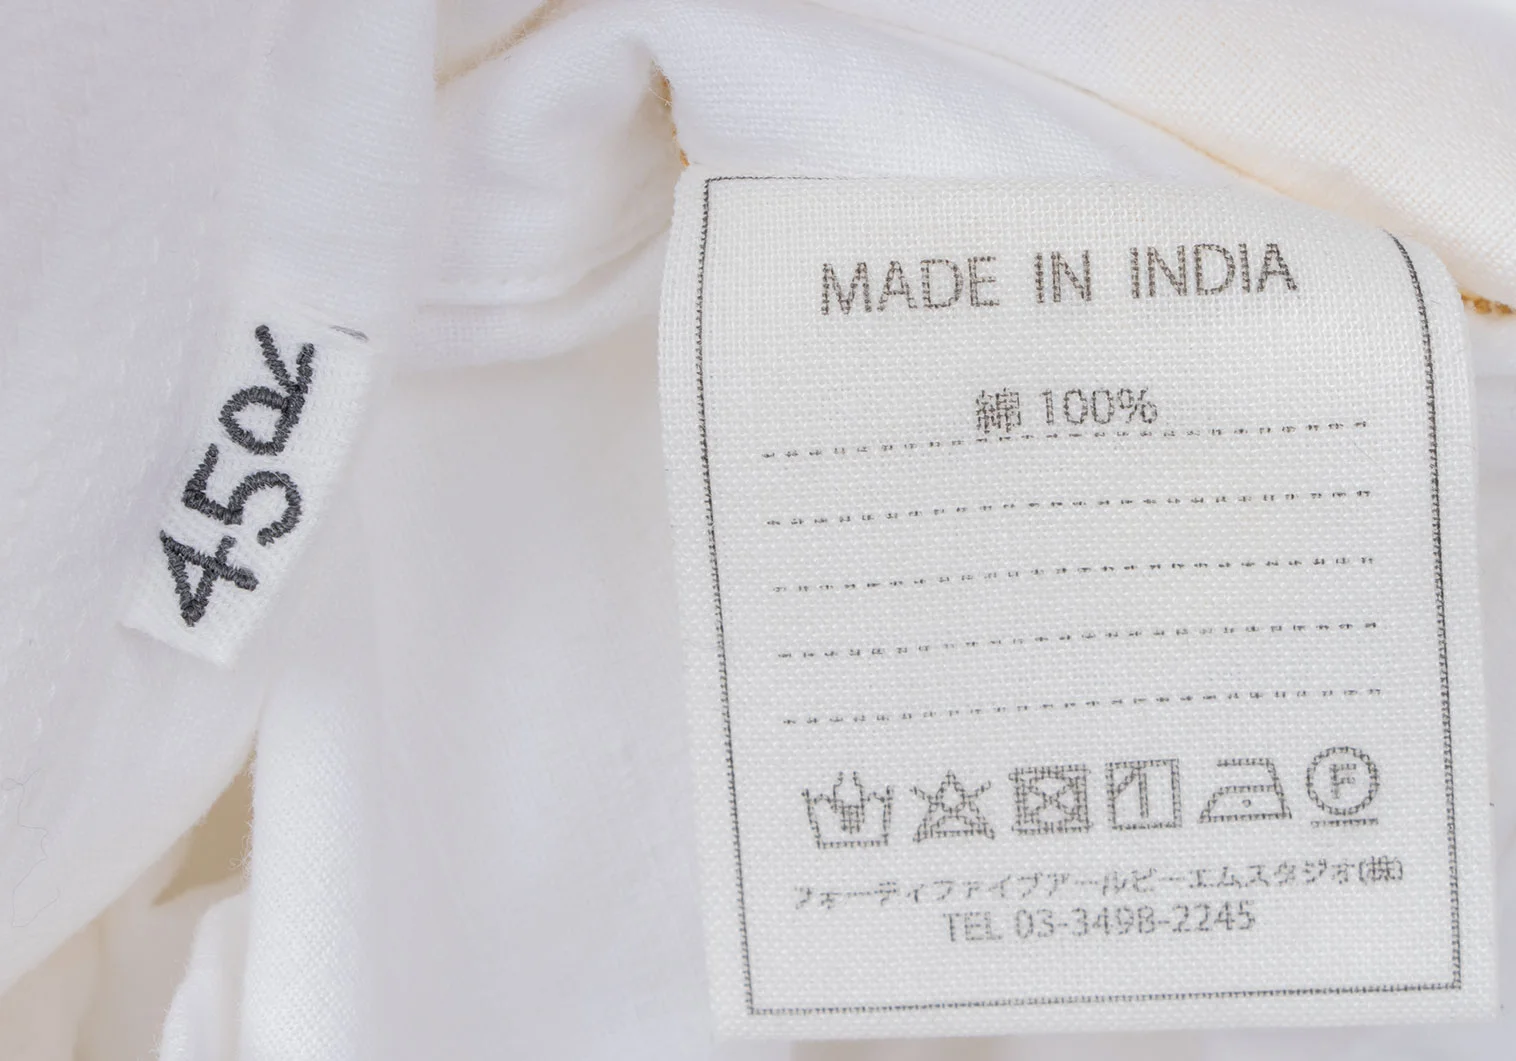 45R
MADE IN INDIA
綿 100%
F
フォーティファイブアールピーエムスタジオ(株)
TEL 03-3498-2245